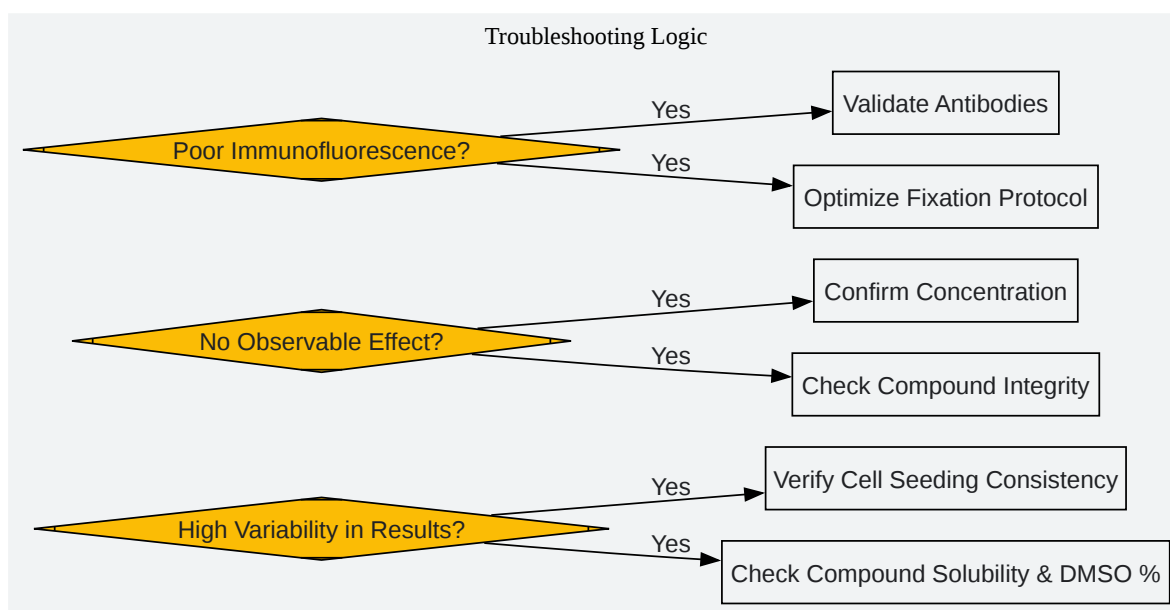 Troubleshooting Logic
Poor Immunofluorescence?
Yes
Validate Antibodies
Yes
Optimize Fixation Protocol
No Observable Effect?
Yes
Confirm Concentration
Yes
Check Compound Integrity
High Variability in Results?
Yes
Verify Cell Seeding Consistency
Yes
Check Compound Solubility & DMSO %